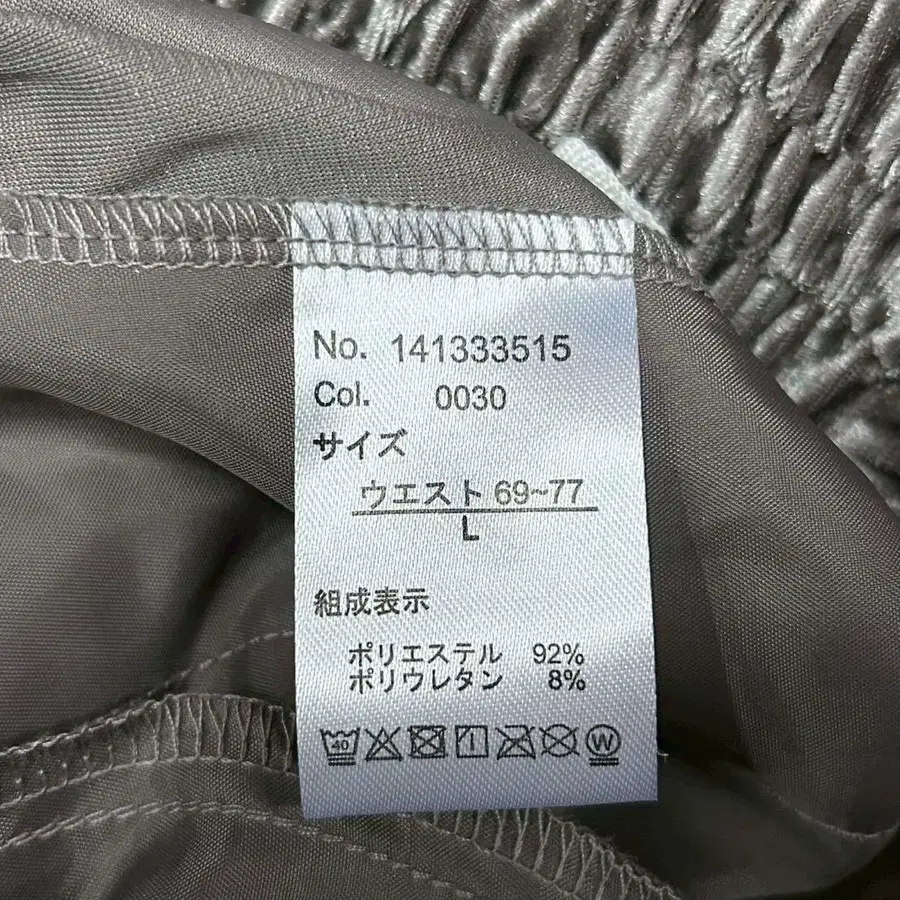 No. 141333515
Col. 0030
サイズ
ウエスト 69~77
L
組成表示
ポリエステル 92%
ポリウレタン 8%
40 W